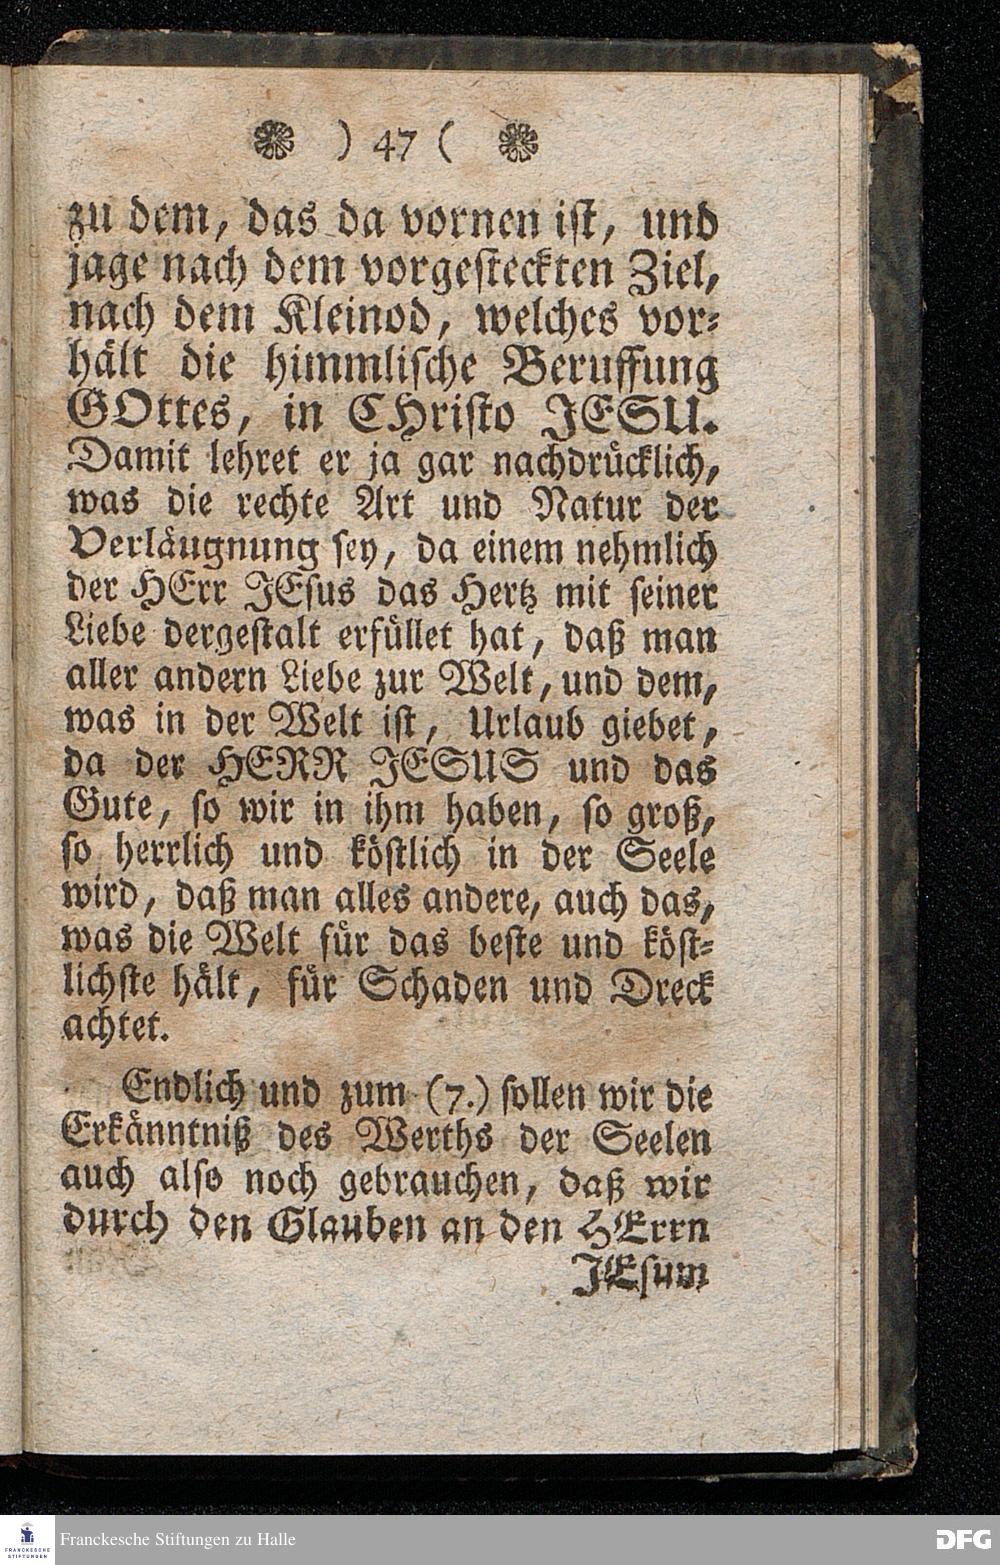 ) 47 (
zu dem, das da vornen ist, und
jage nach dem vorgesteckten Ziel,
nach dem Kleinod, welches vor-
hält die himmlische Beruffung
GOttes, in CHristo JESU.
Damit lehret er ja gar nachdrücklich,
was die rechte Art und Natur der
Verläugnung sey, da einem nehmlich
der HErr JEsus das Hertz mit seiner
Liebe dergestalt erfüllet hat, daß man
aller andern Liebe zur Welt, und dem,
was in der Welt ist, Urlaub giebet,
da der HERR JESUS und das
Gute, so wir in ihm haben, so groß,
so herrlich und köstlich in der Seele
wird, daß man alles andere, auch das,
was die Welt für das beste und köst-
lichste hält, für Schaden und Dreck
achtet.
Endlich und zum (7.) sollen wir die
Erkänntniß des Werths der Seelen
auch also noch gebrauchen, daß wir
durch den Glauben an den HErrn
JEsum
FRANCKESCHE
STIFTUNGEN
Franckesche Stiftungen zu Halle
DFG